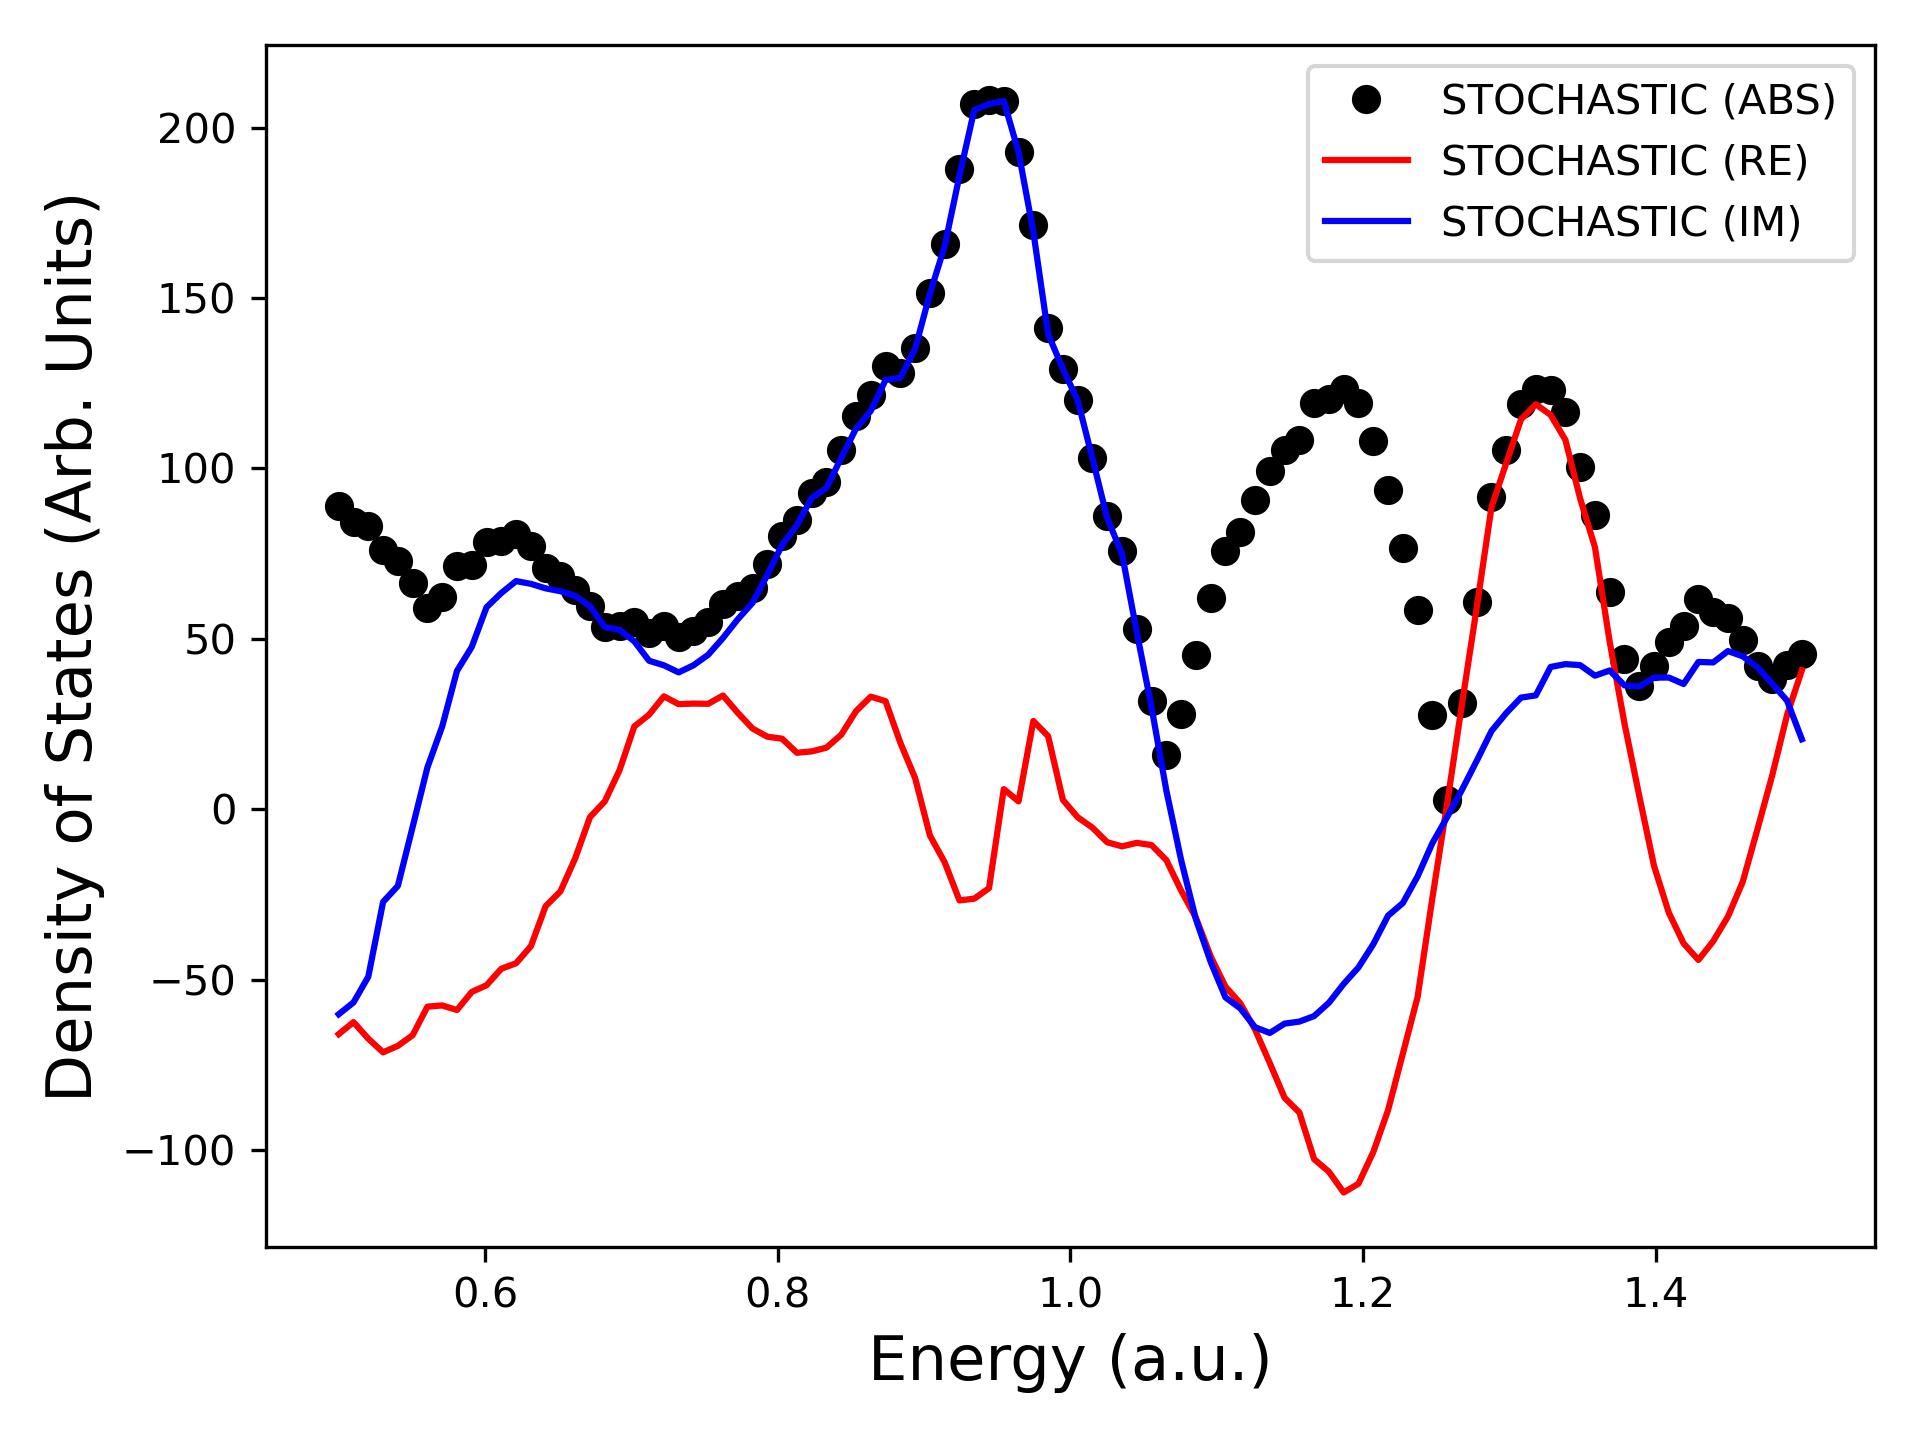 STOCHASTIC (ABS)
STOCHASTIC (RE)
STOCHASTIC (IM)
200
150
100
50
0
−50
−100
Density of States (Arb. Units)
0.6 0.8 1.0 1.2 1.4
Energy (a.u.)